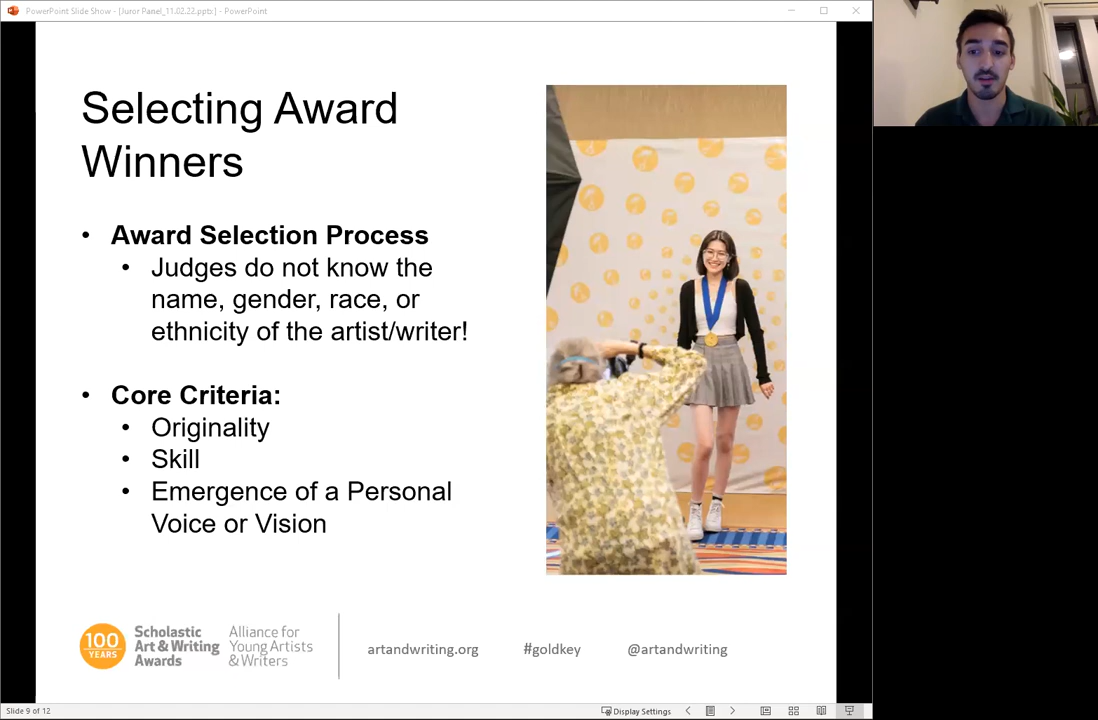 PowerPoint Slide Show - [Juror Panel_11.02.22.pptx] - PowerPoint
Selecting Award
Winners
• Award Selection Process
• Judges do not know the
name, gender, race, or
ethnicity of the artist/writer!
• Core Criteria:
• Originality
• Skill
• Emergence of a Personal
Voice or Vision
100
YEARS
Scholastic
Art & Writing
Awards
Alliance for
Young Artists
& Writers
artandwriting.org
#goldkey
@artandwriting
Slide 9 of 12
Display Settings